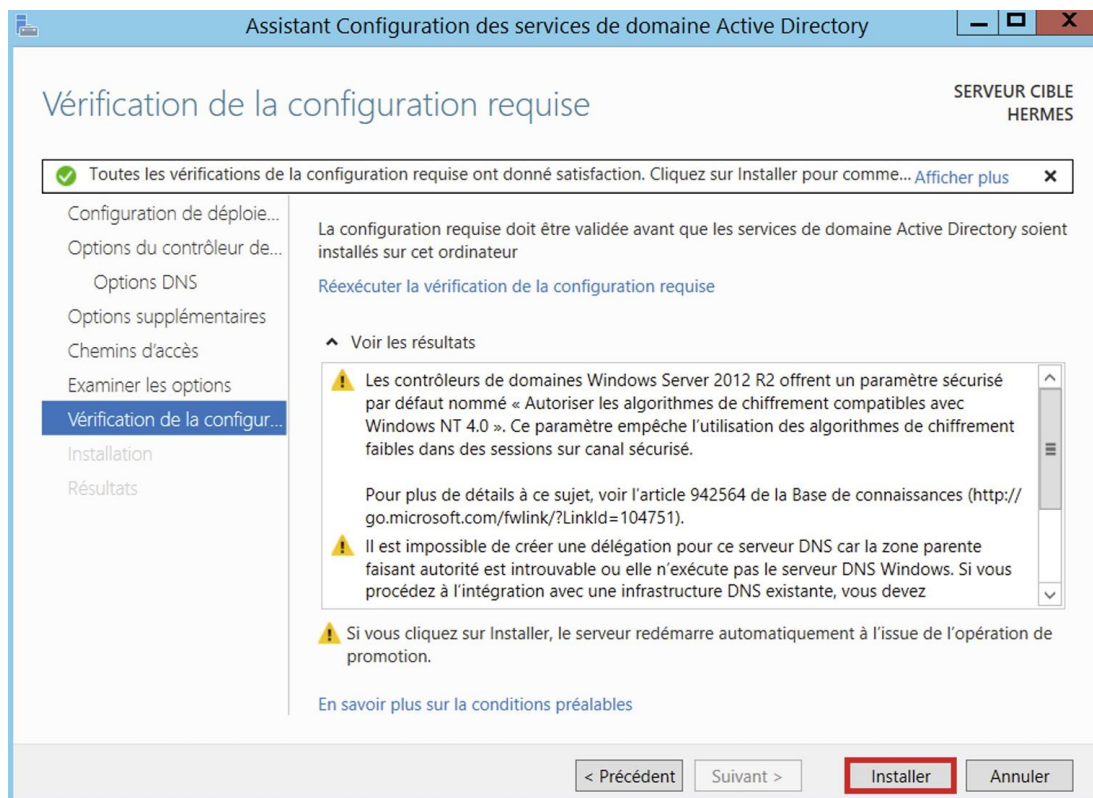 Assistant Configuration des services de domaine Active Directory
Vérification de la configuration requise
SERVEUR CIBLE
HERMES
Toutes les vérifications de la configuration requise ont donné satisfaction. Cliquez sur Installer pour comme... Afficher plus
Configuration de déploie...
Options du contrôleur de...
Options DNS
Options supplémentaires
Chemins d'accès
Examiner les options
Vérification de la configur...
Installation
Résultats
La configuration requise doit être validée avant que les services de domaine Active Directory soient
installés sur cet ordinateur
Réexécuter la vérification de la configuration requise
Voir les résultats
Les contrôleurs de domaines Windows Server 2012 R2 offrent un paramètre sécurisé
par défaut nommé « Autoriser les algorithmes de chiffrement compatibles avec
Windows NT 4.0 ». Ce paramètre empêche l'utilisation des algorithmes de chiffrement
faibles dans des sessions sur canal sécurisé.
Pour plus de détails à ce sujet, voir l'article 942564 de la Base de connaissances (http://
go.microsoft.com/fwlink/?LinkId=104751).
Il est impossible de créer une délégation pour ce serveur DNS car la zone parente
faisant autorité est introuvable ou elle n'exécute pas le serveur DNS Windows. Si vous
procédez à l'intégration avec une infrastructure DNS existante, vous devez
Si vous cliquez sur Installer, le serveur redémarre automatiquement à l'issue de l'opération de
promotion.
En savoir plus sur la conditions préalables
< Précédent
Suivant >
Installer
Annuler